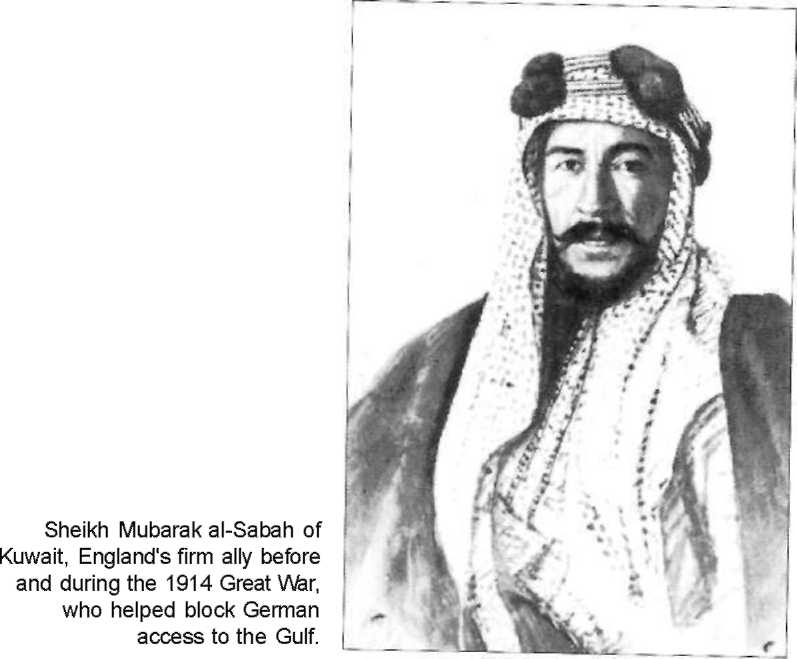 Sheikh Mubarak al-Sabah of
Kuwait, England's firm ally before
and during the 1914 Great War,
who helped block German
access to the Gulf.